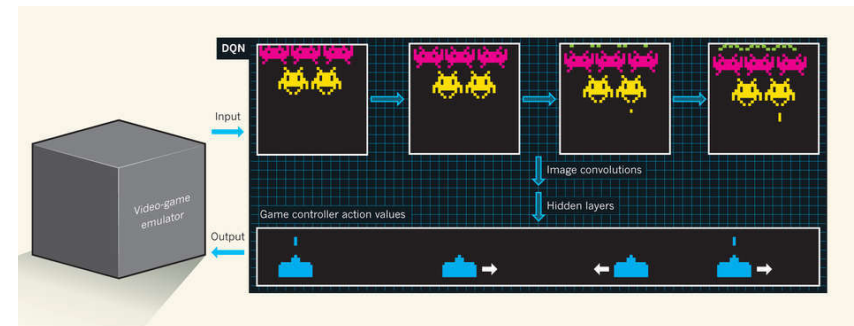 DQN
Input
Image convolutions
Video-game
emulator
Hidden layers
Game controller action values
Output